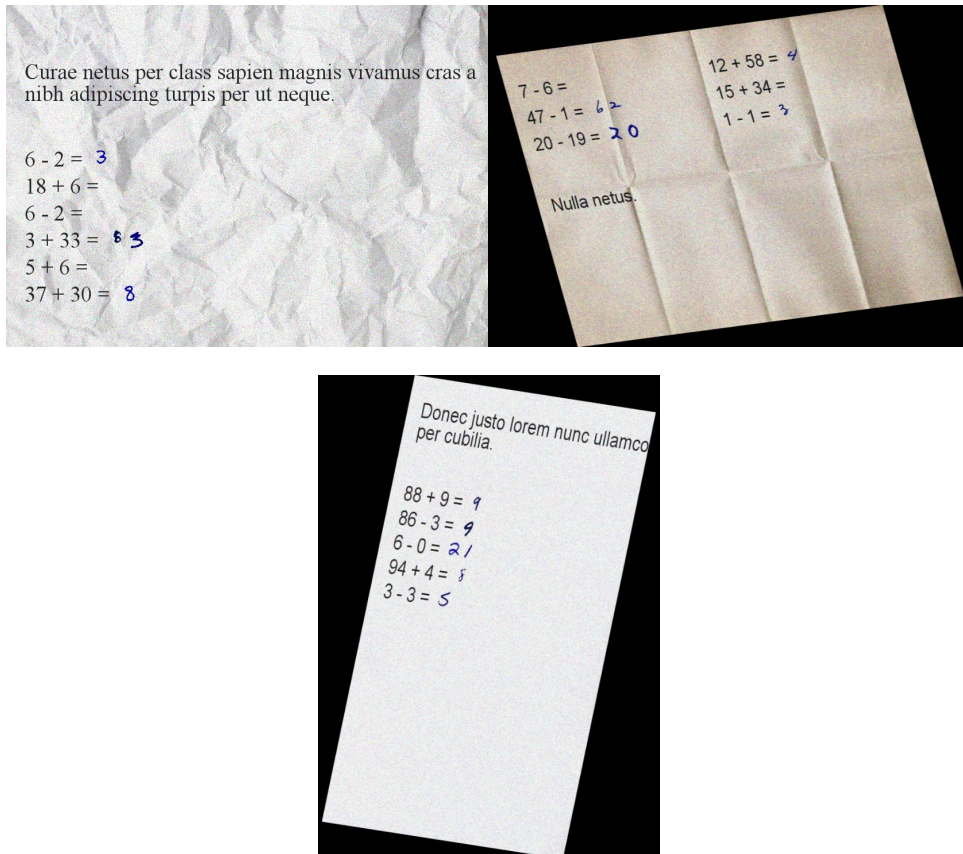 Curae netus per class sapien magnis vivamus cras a
nibh adipiscing turpis per ut neque.
6 - 2 = 3
18 + 6 =
6 - 2 =
3 + 33 = 83
5 + 6 =
37 + 30 = 8
7 - 6 =
47 - 1 = 62
20 - 19 = 20
12 + 58 = 4
15 + 34 =
1 - 1 = 3
Nulla netus.
Donec justo lorem nunc ullamco
per cubilia.
88 + 9 = 9
86 - 3 = 9
6 - 0 = 21
94 + 4 = 8
3 - 3 = 5